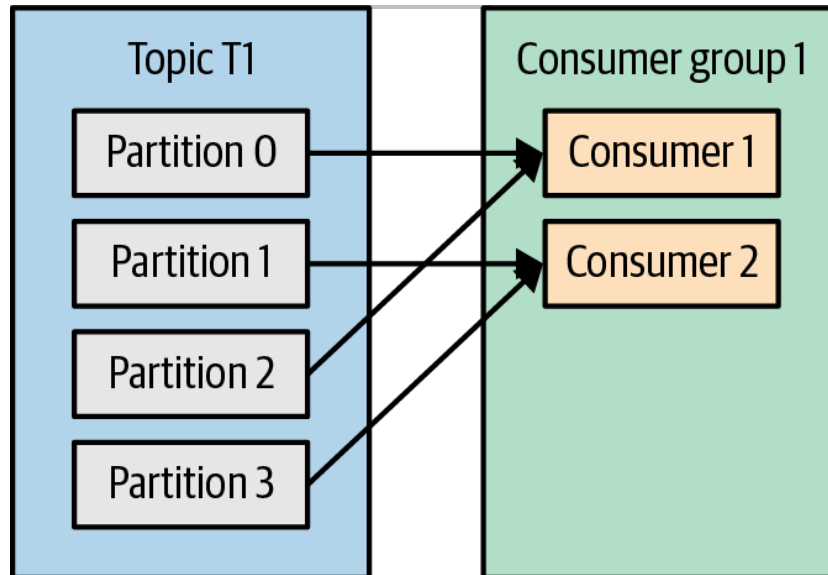 Topic T1
Partition 0
Partition 1
Partition 2
Partition 3
Consumer group 1
Consumer 1
Consumer 2